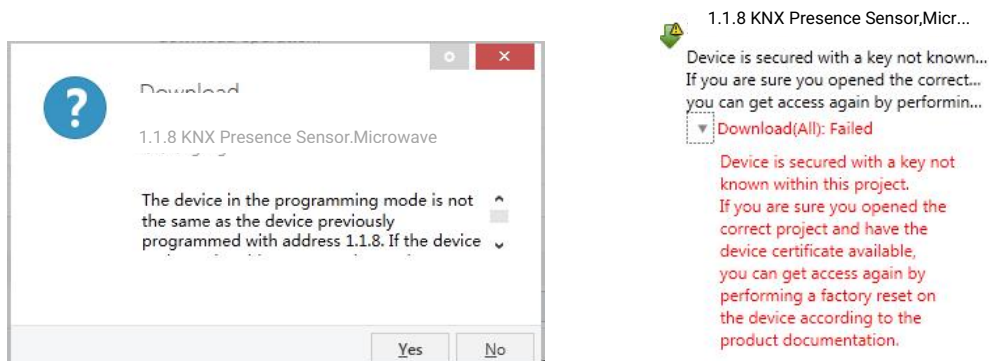 Download
1.1.8 KNX Presence Sensor.Microwave
The device in the programming mode is not
the same as the device previously
programmed with address 1.1.8. If the device
Yes
No
1.1.8 KNX Presence Sensor,Micr...
Device is secured with a key not known...
If you are sure you opened the correct...
you can get access again by performin...
Download(All): Failed
Device is secured with a key not
known within this project.
If you are sure you opened the
correct project and have the
device certificate available,
you can get access again by
performing a factory reset on
the device according to the
product documentation.